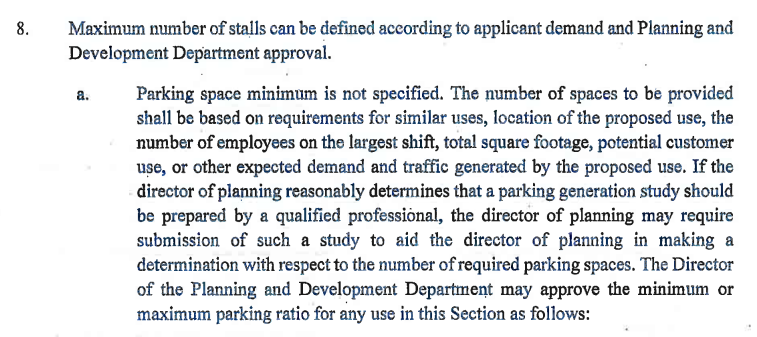 8. Maximum number of stalls can be defined according to applicant demand and Planning and
Development Department approval.
a. Parking space minimum is not specified. The number of spaces to be provided
shall be based on requirements for similar uses, location of the proposed use, the
number of employees on the largest shift, total square footage, potential customer
use, or other expected demand and traffic generated by the proposed use. If the
director of planning reasonably determines that a parking generation study should
be prepared by a qualified professional, the director of planning may require
submission of such a study to aid the director of planning in making a
determination with respect to the number of required parking spaces. The Director
of the Planning and Development Department may approve the minimum or
maximum parking ratio for any use in this Section as follows: